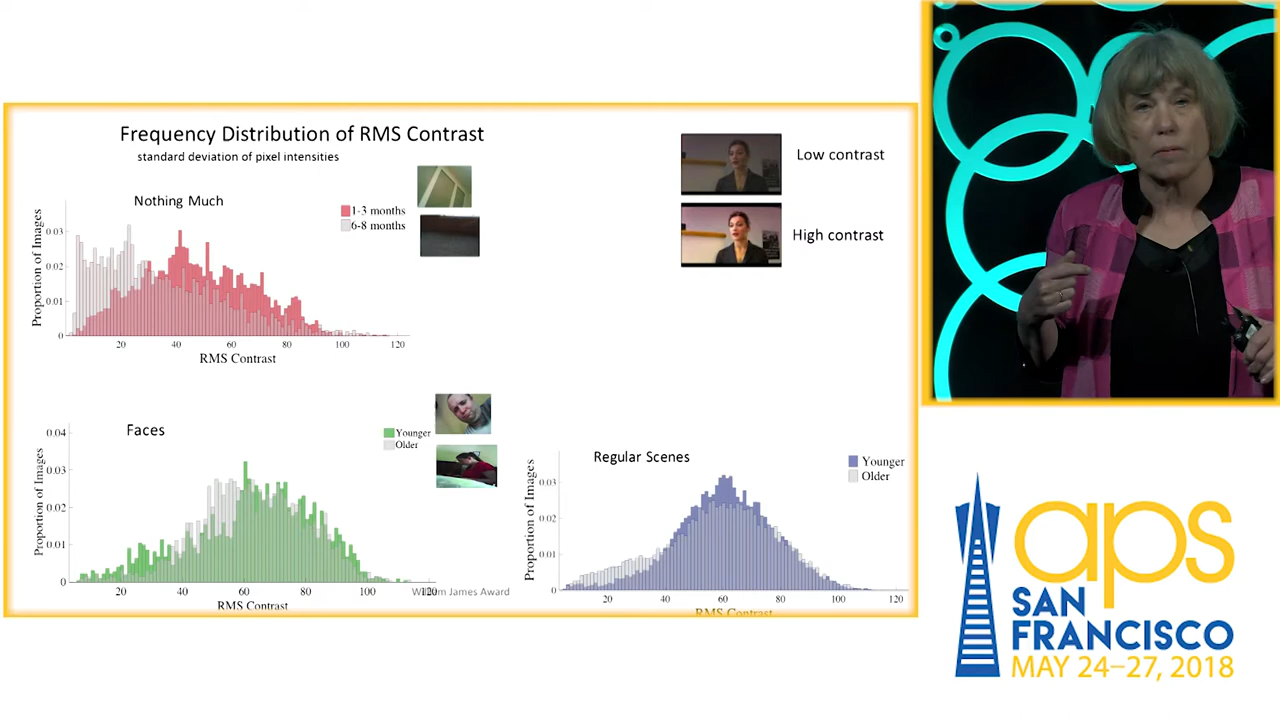 Frequency Distribution of RMS Contrast
standard deviation of pixel intensities
Low contrast
High contrast
Nothing Much
1-3 months
6-8 months
Proportion of Images
0.03
0.02
0.01
0
20 40 60 80 100 120
RMS Contrast
Faces
Younger
Older
Proportion of Images
0.04
0.03
0.02
0.01
0
20 40 60 80 100 120
RMS Contrast
William James Award
Regular Scenes
Younger
Older
Proportion of Images
0.03
0.02
0.01
0
20 40 60 80 100 120
RMS Contrast
aps
SAN
FRANCISCO
MAY 24–27, 2018